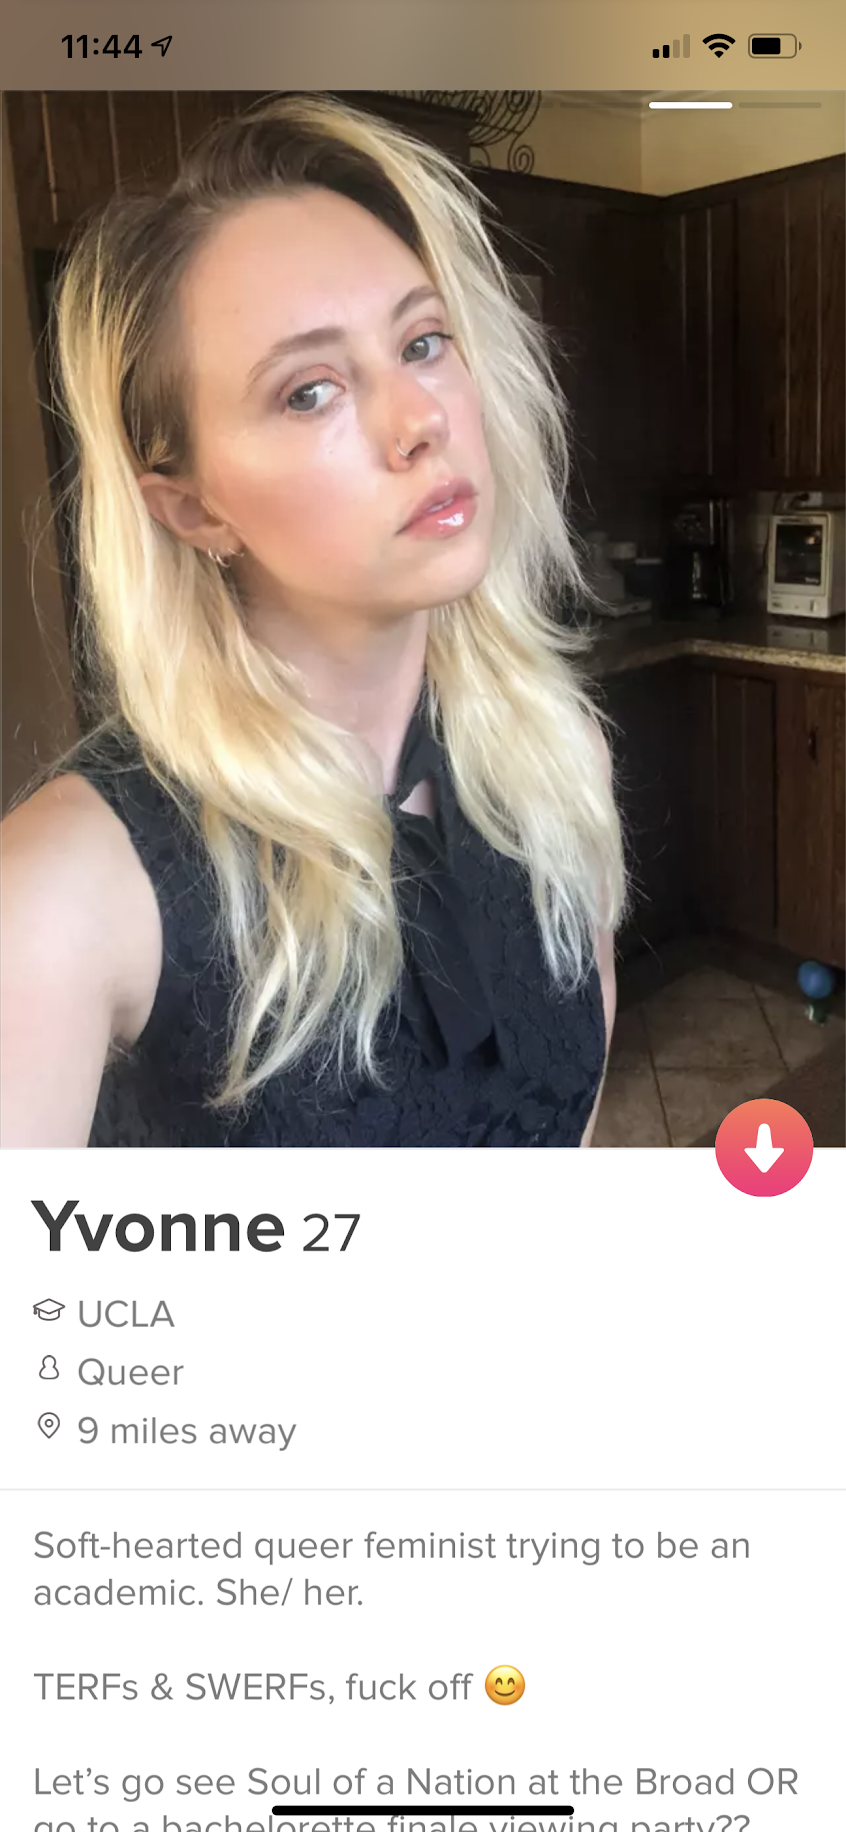 11:44
Yvonne 27
UCLA
Queer
9 miles away
Soft-hearted queer feminist trying to be an
academic. She/ her.
TERFs & SWERFs, fuck off 😊
Let’s go see Soul of a Nation at the Broad OR
go to a bachelorette finale viewing party??